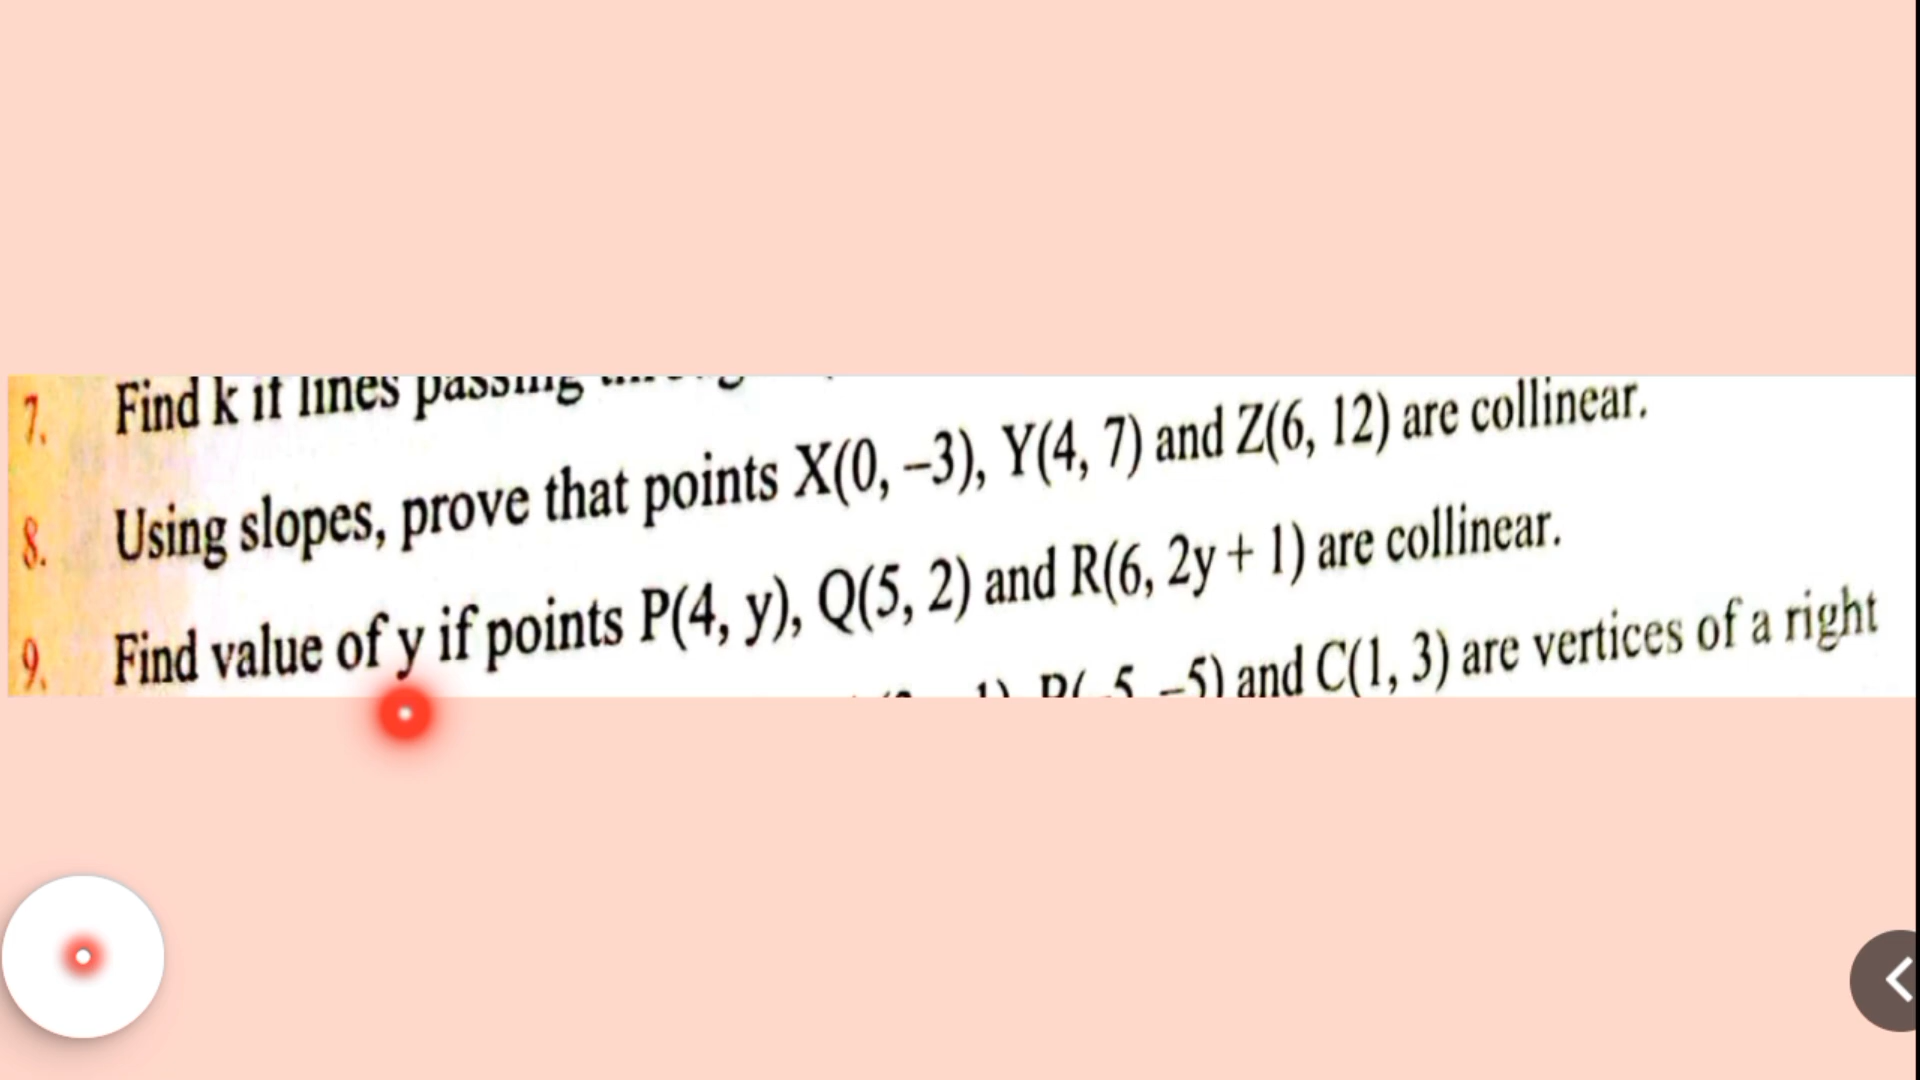 7. Find k if lines passing
8. Using slopes, prove that points X(0, –3), Y(4, 7) and Z(6, 12) are collinear.
9. Find value of y if points P(4, y), Q(5, 2) and R(6, 2y + 1) are collinear.
–5) and C(1, 3) are vertices of a right